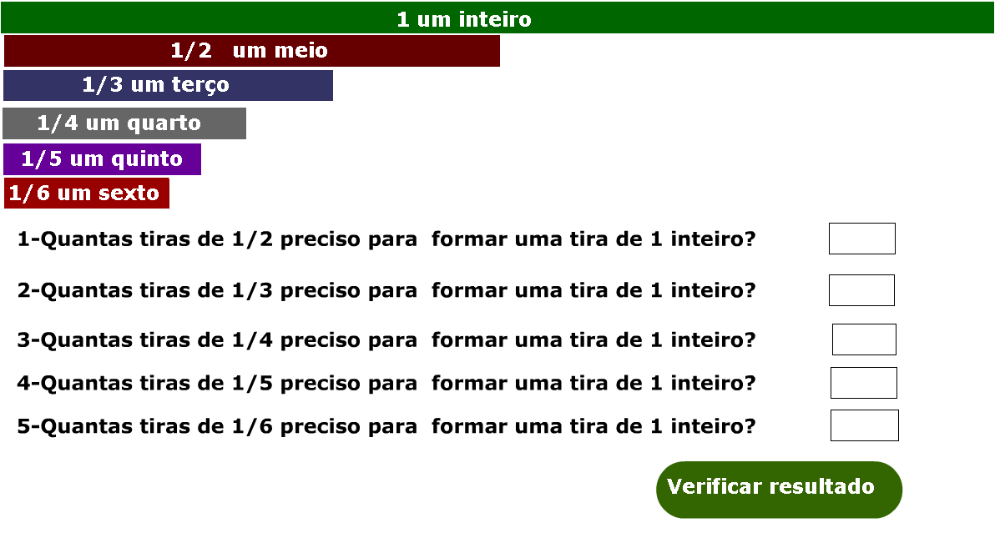 1 um inteiro
1/2 um meio
1/3 um terço
1/4 um quarto
1/5 um quinto
1/6 um sexto
1-Quantas tiras de 1/2 preciso para formar uma tira de 1 inteiro?
2-Quantas tiras de 1/3 preciso para formar uma tira de 1 inteiro?
3-Quantas tiras de 1/4 preciso para formar uma tira de 1 inteiro?
4-Quantas tiras de 1/5 preciso para formar uma tira de 1 inteiro?
5-Quantas tiras de 1/6 preciso para formar uma tira de 1 inteiro?
Verificar resultado